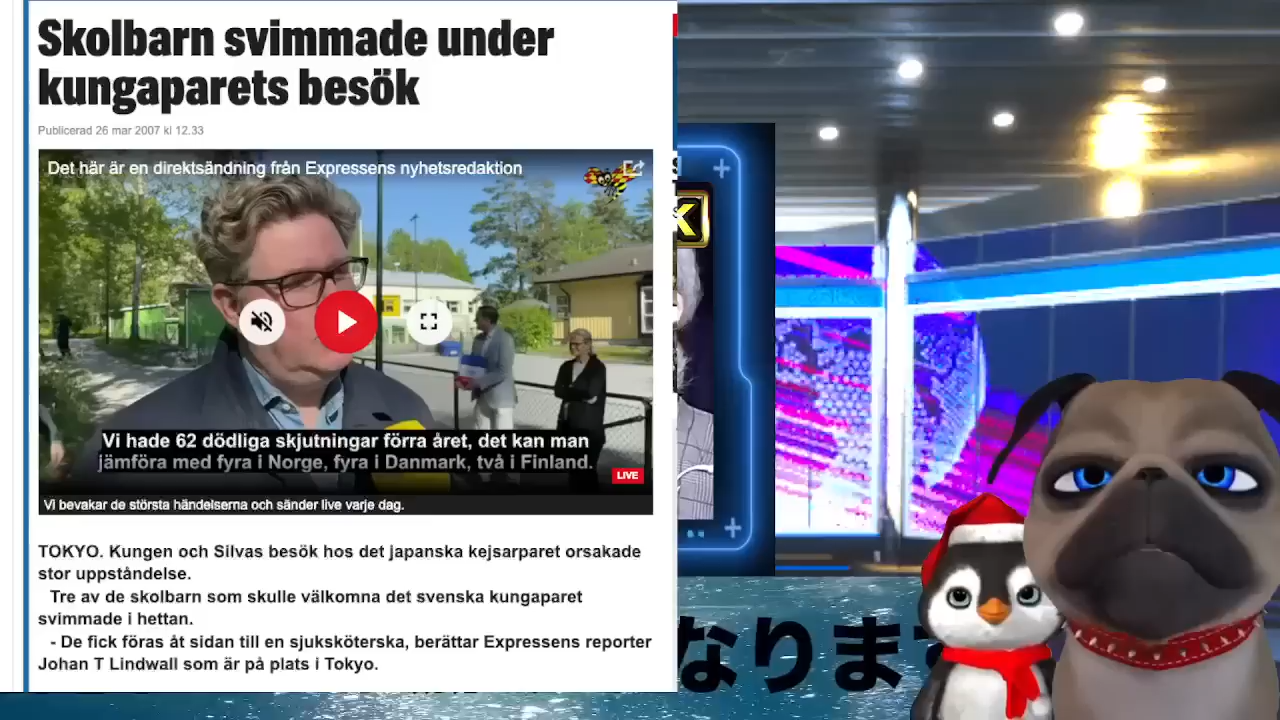 Skolbarn svimmade under
kungaparets besök
Publicerad 26 mar 2007 kl 12.33
Det här är en direktsändning från Expressens nyhetsredaktion
Vi hade 62 dödliga skjutningar förra året, det kan man
jämföra med fyra i Norge, fyra i Danmark, två i Finland.
LIVE
Vi bevakar de största händelserna och sänder live varje dag.
TOKYO. Kungen och Silvas besök hos det japanska kejsarparet orsakade
stor uppståndelse.
Tre av de skolbarn som skulle välkomna det svenska kungaparet
svimmade i hettan.
- De fick föras åt sidan till en sjuksköterska, berättar Expressens reporter
Johan T Lindwall som är på plats i Tokyo.
K
なります